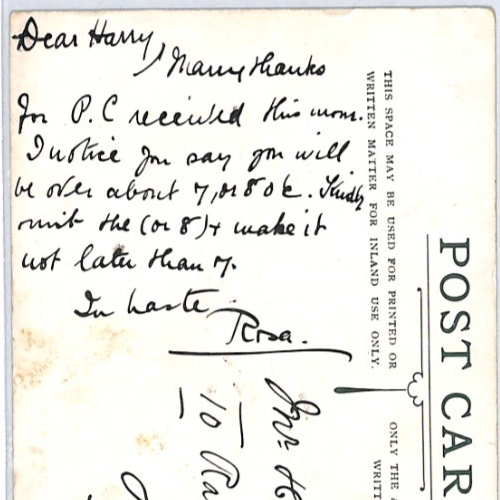 Dear Harry,
Many thanks
for P.C received this morn.
I notice you say you will
be over about 7, or 8 o'c. Kindly
omit the (or 8) & make it
not later than 7.
In haste.
Rosa.
THIS SPACE MAY BE USED FOR PRINTED OR
WRITTEN MATTER FOR INLAND USE ONLY.
POST CAR
ONLY THE
WRITT
Mr H
10